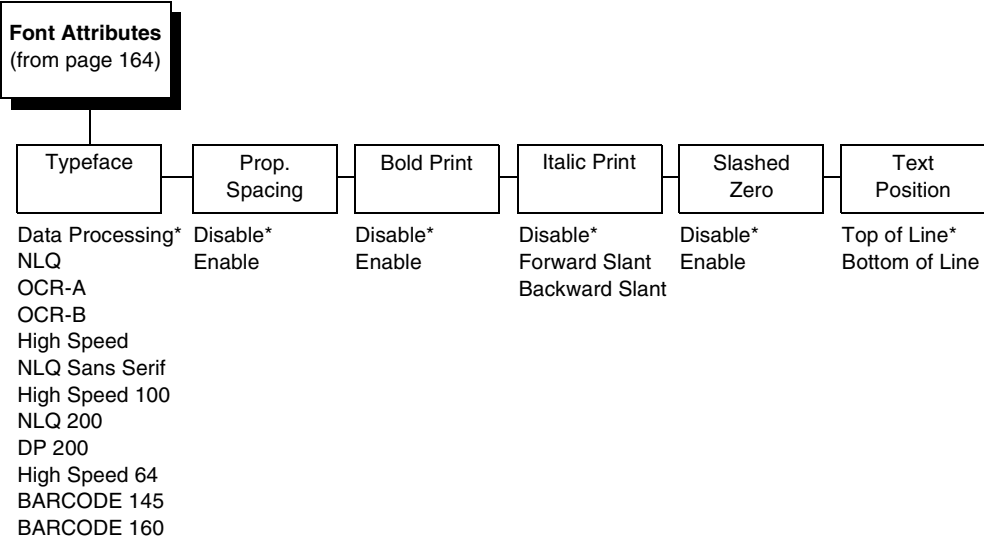 Font Attributes
(from page 164)
Typeface
Prop.
Spacing
Bold Print
Italic Print
Slashed
Zero
Text
Position
Data Processing*
NLQ
OCR-A
OCR-B
High Speed
NLQ Sans Serif
High Speed 100
NLQ 200
DP 200
High Speed 64
BARCODE 145
BARCODE 160
Disable*
Enable
Disable*
Enable
Disable*
Forward Slant
Backward Slant
Disable*
Enable
Top of Line*
Bottom of Line